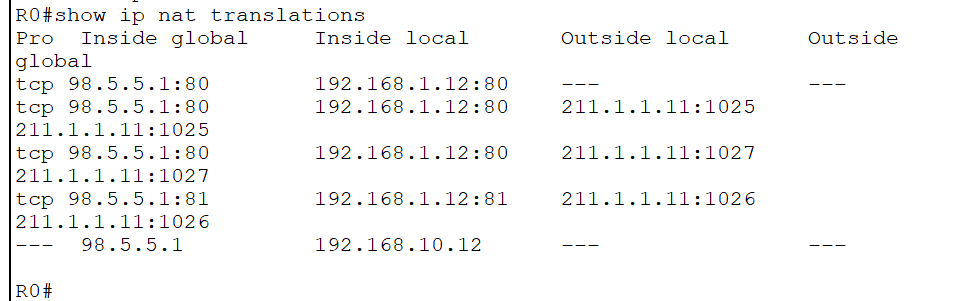 R0#show ip nat translations
Pro  Inside global     Inside local       Outside local      Outside
global
tcp 98.5.5.1:80        192.168.1.12:80    ---                ---
tcp 98.5.5.1:80        192.168.1.12:80    211.1.1.11:1025
211.1.1.11:1025
tcp 98.5.5.1:80        192.168.1.12:80    211.1.1.11:1027
211.1.1.11:1027
tcp 98.5.5.1:81        192.168.1.12:81    211.1.1.11:1026
211.1.1.11:1026
---  98.5.5.1          192.168.10.12      ---                ---
R0#